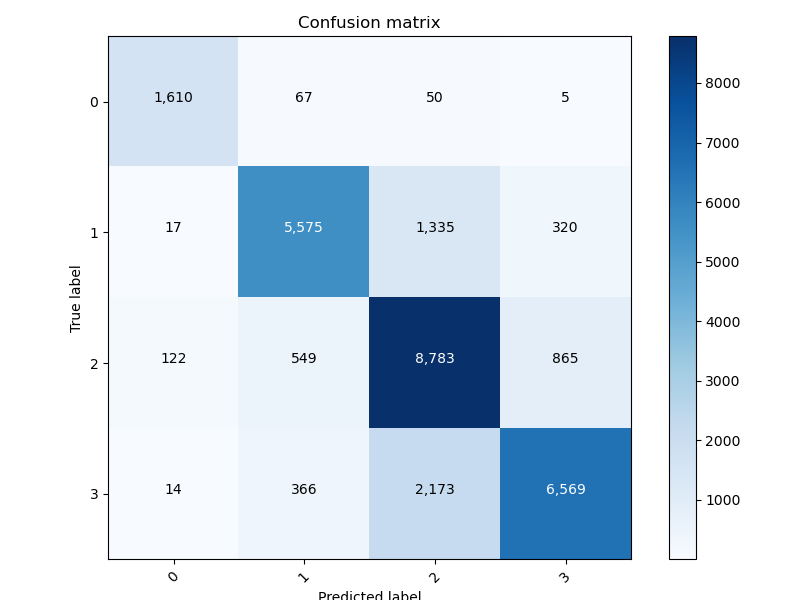 Confusion matrix
0 1,610 67 50 5
1 17 5,575 1,335 320
2 122 549 8,783 865
3 14 366 2,173 6,569
0 1 2 3
True label
Predicted label
8000
7000
6000
5000
4000
3000
2000
1000